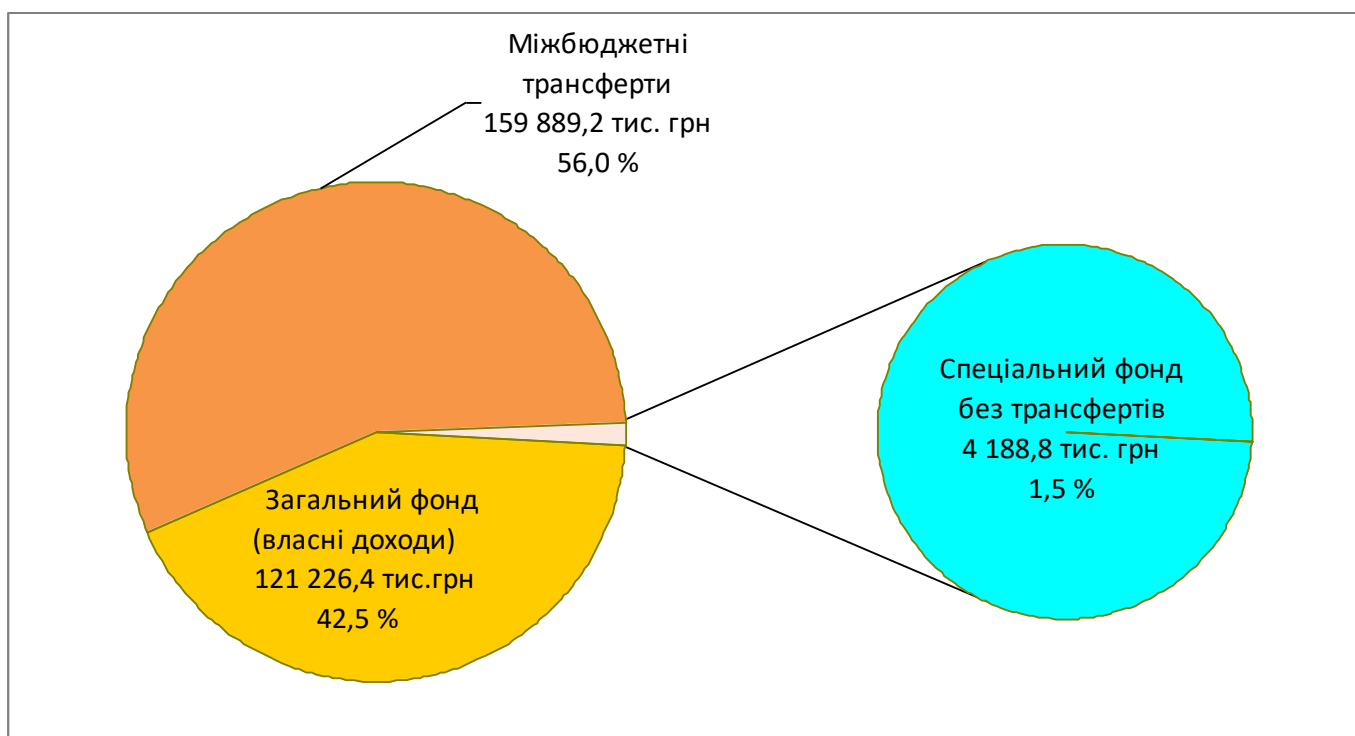 Міжбюджетні
трансферти
159 889,2 тис. грн
56,0 %
Загальний фонд
(власні доходи)
121 226,4 тис.грн
42,5 %
Спеціальний фонд
без трансфертів
4 188,8 тис. грн
1,5 %